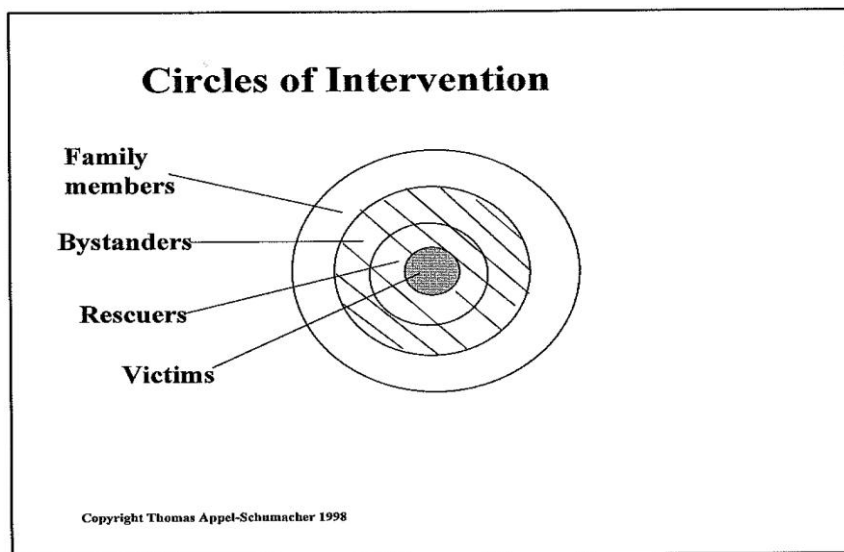 Circles of Intervention
Family
members
Bystanders
Rescuers
Victims
Copyright Thomas Appel-Schumacher 1998